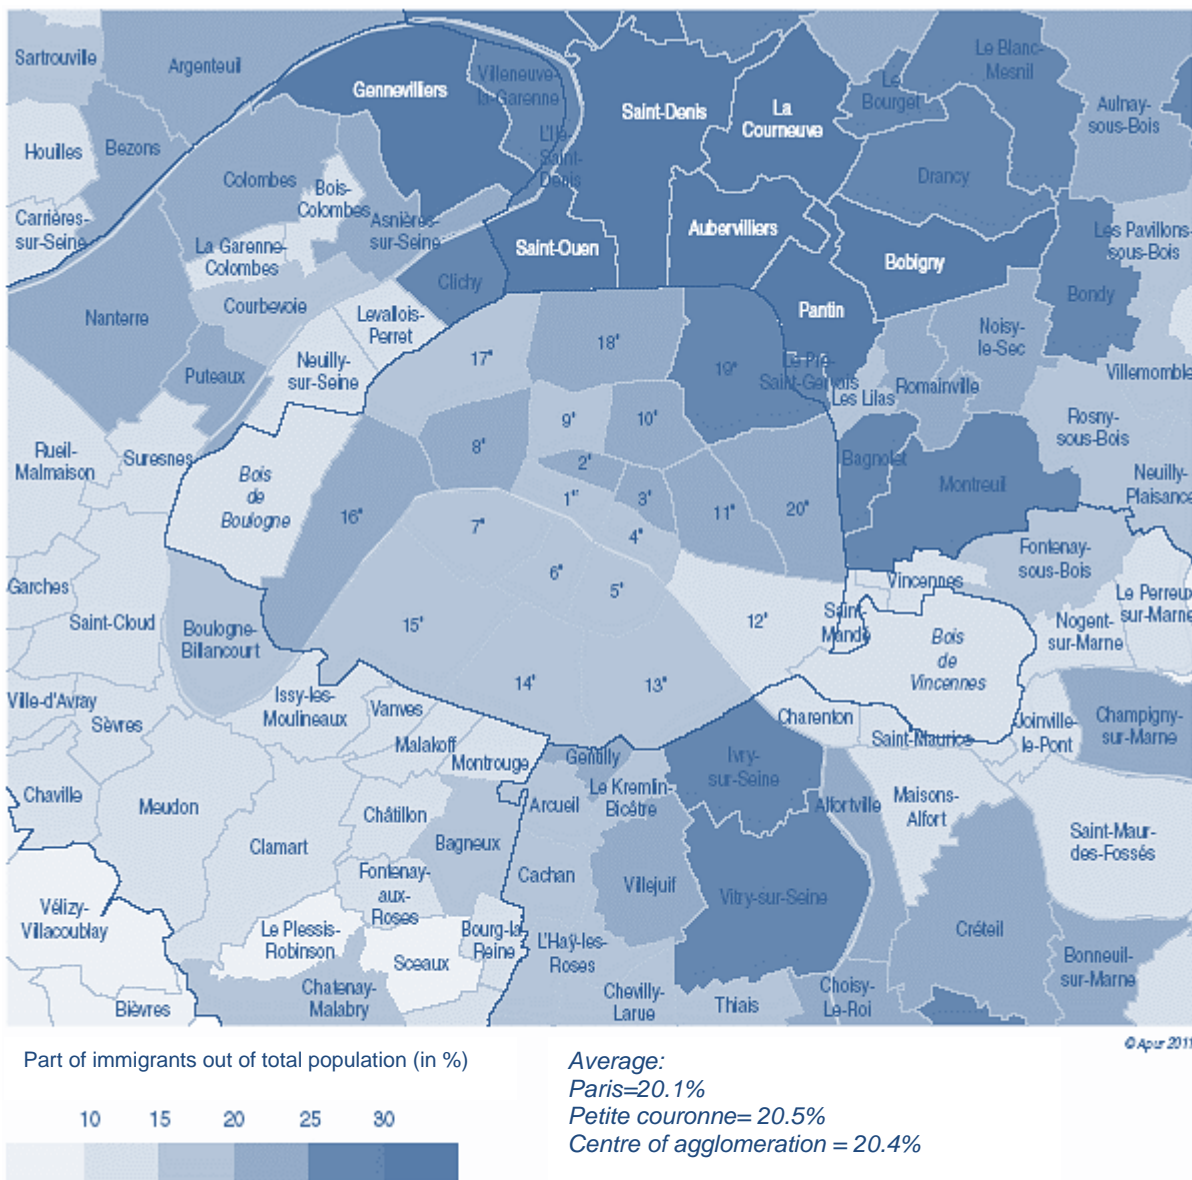 Sartrouville
Argenteuil
Gennevilliers
Villeneuve-
la-Garenne
Saint-Denis
La
Courneuve
Le
Bourget
Le Blanc-
Mesnil
Aulnay-
sous-Bois
Houilles
Bezons
L'Île-
Saint-
Denis
Colombes
Bois-
Colombes
Drancy
Carrières-
sur-Seine
Asnières-
sur-Seine
La Garenne-
Colombes
Saint-Ouen
Aubervilliers
Bobigny
Les Pavillons-
sous-Bois
Nanterre
Courbevoie
Clichy
Levallois-
Perret
Pantin
Bondy
Noisy-
le-Sec
Puteaux
Neuilly-
sur-Seine
17e
18e
19e
Le Pré-
Saint-Gervais
Les Lilas
Romainville
Villemomble
Rosny-
sous-Bois
Rueil-
Malmaison
Suresnes
Bois
de
Boulogne
8e
9e
10e
2e
1er
3e
4e
11e
20e
Bagnolet
Montreuil
Neuilly-
Plaisance
16e
7e
6e
5e
Garches
Saint-Cloud
Boulogne-
Billancourt
15e
14e
13e
12e
Saint-
Mandé
Vincennes
Fontenay-
sous-Bois
Le Perreux
sur-Marne
Nogent-
sur-Marne
Bois
de
Vincennes
Ville-d'Avray
Sèvres
Issy-les-
Moulineaux
Vanves
Malakoff
Montrouge
Gentilly
Charenton
Saint-Maurice
Joinville-
le-Pont
Champigny-
sur-Marne
Chaville
Meudon
Clamart
Châtillon
Bagneux
Arcueil
Le Kremlin-
Bicêtre
Ivry-
sur-Seine
Alfortville
Maisons-
Alfort
Saint-Maur-
des-Fossés
Vélizy-
Villacoublay
Fontenay-
aux-
Roses
Cachan
Villejuif
Vitry-sur-Seine
Le Plessis-
Robinson
Sceaux
Bourg-la-
Reine
L'Haÿ-les-
Roses
Créteil
Bonneuil-
sur-Marne
Bièvres
Chatenay-
Malabry
Chevilly-
Larue
Thiais
Choisy-
Le-Roi
© Apur 2011
Part of immigrants out of total population (in %)
10 15 20 25 30
Average:
Paris=20.1%
Petite couronne= 20.5%
Centre of agglomeration = 20.4%